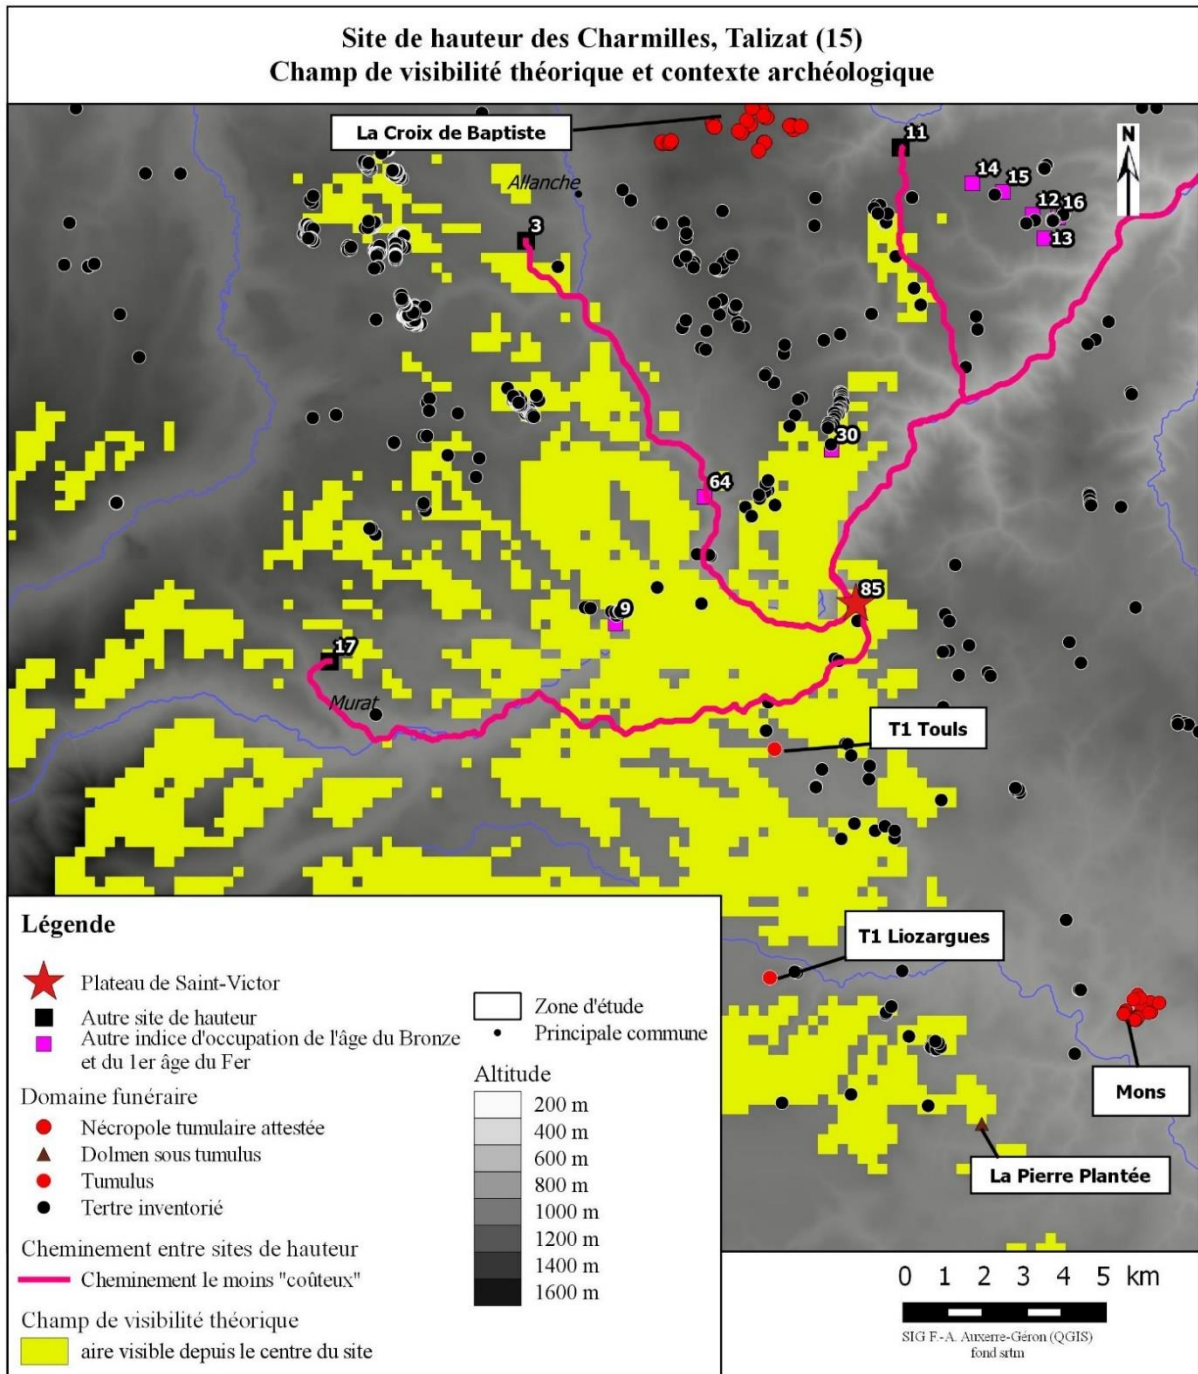 Site de hauteur des Charmilles, Talizat (15)
Champ de visibilité théorique et contexte archéologique
La Croix de Baptiste
11
N
14
15
12
16
13
Allanche
3
30
64
85
9
17
Murat
T1 Touls
T1 Liozargues
Mons
La Pierre Plantée
Légende
Plateau de Saint-Victor
Autre site de hauteur
Autre indice d'occupation de l'âge du Bronze
et du 1er âge du Fer
Domaine funéraire
Nécropole tumulaire attestée
Dolmen sous tumulus
Tumulus
Tertre inventorié
Cheminement entre sites de hauteur
Cheminement le moins "coûteux"
Champ de visibilité théorique
aire visible depuis le centre du site
Zone d'étude
Principale commune
Altitude
200 m
400 m
600 m
800 m
1000 m
1200 m
1400 m
1600 m
0 1 2 3 4 5 km
SIG F.-A. Auxerre-Géron (QGIS)
fond srtm